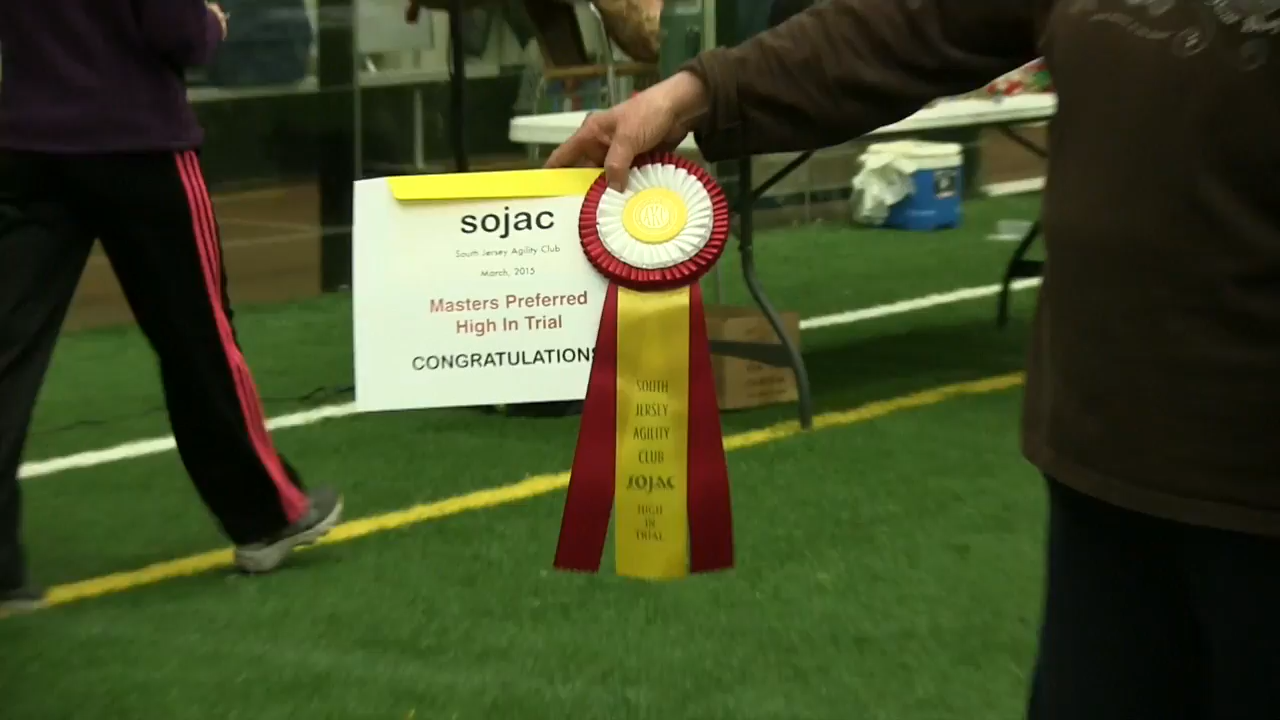 sojac
South Jersey Agility Club
March, 2015
Masters Preferred
High In Trial
CONGRATULATIONS
AKC
SOUTH
JERSEY
AGILITY
CLUB
SOJAC
HIGH
IN
TRIAL